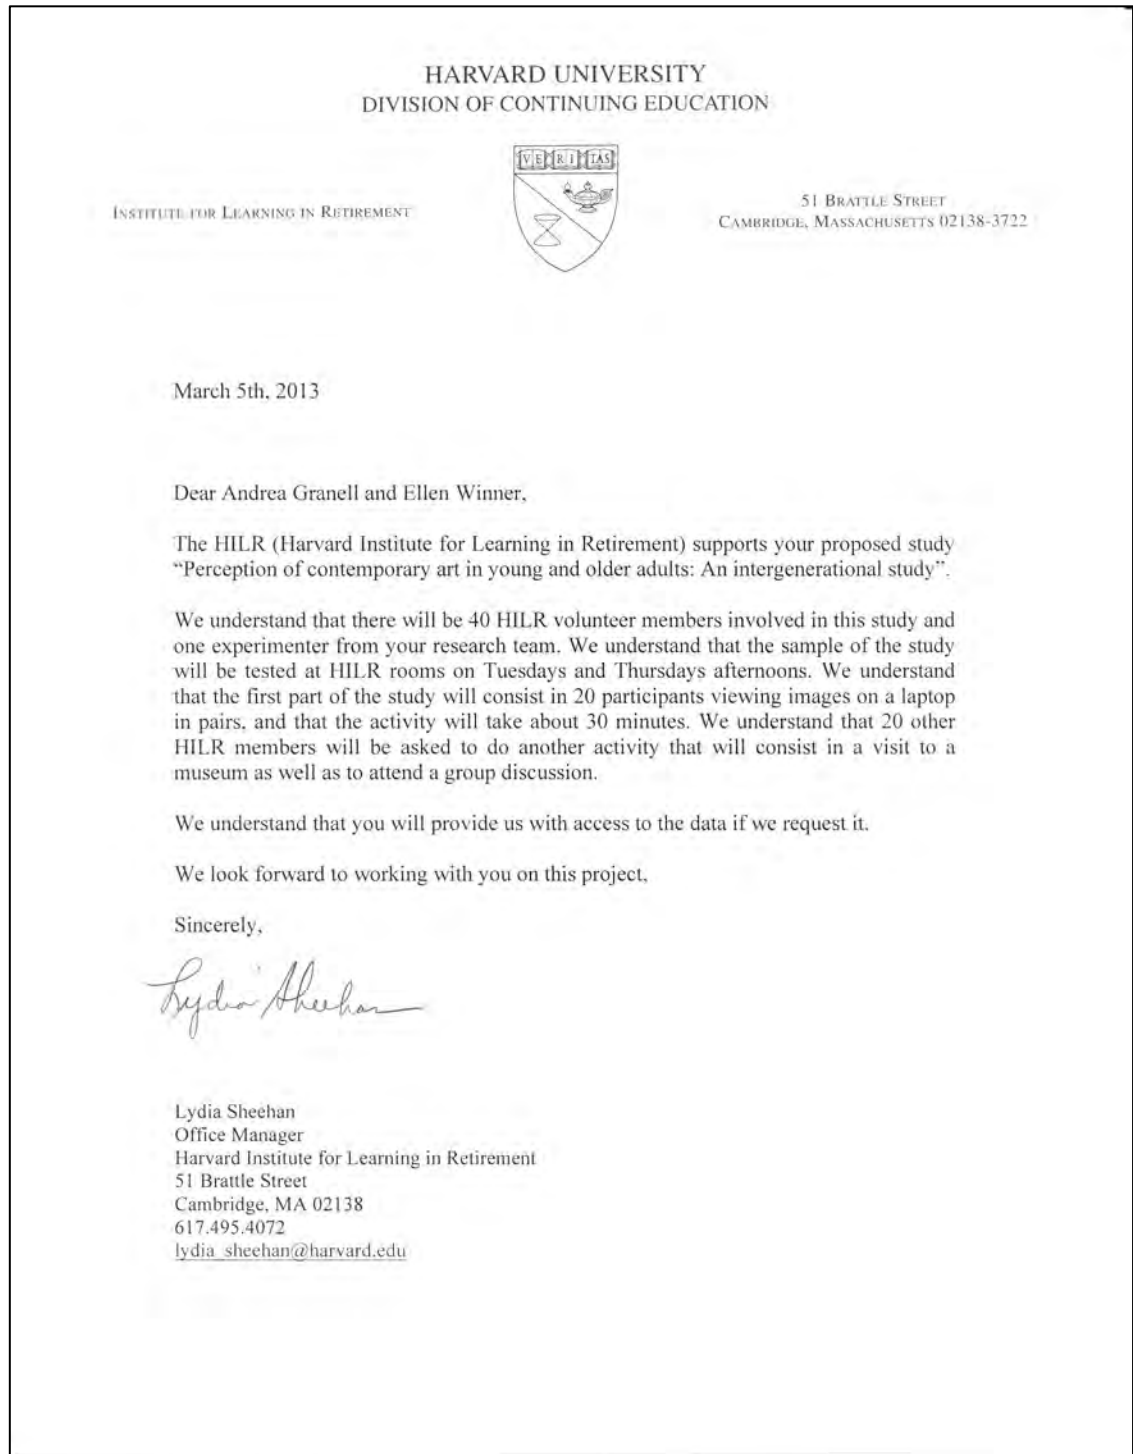 HARVARD UNIVERSITY
DIVISION OF CONTINUING EDUCATION
VE RI TAS
INSTITUTE FOR LEARNING IN RETIREMENT
51 BRATTLE STREET
CAMBRIDGE, MASSACHUSETTS 02138-3722
March 5th, 2013
Dear Andrea Granell and Ellen Winner,
The HILR (Harvard Institute for Learning in Retirement) supports your proposed study
“Perception of contemporary art in young and older adults: An intergenerational study”.
We understand that there will be 40 HILR volunteer members involved in this study and
one experimenter from your research team. We understand that the sample of the study
will be tested at HILR rooms on Tuesdays and Thursdays afternoons. We understand
that the first part of the study will consist in 20 participants viewing images on a laptop
in pairs, and that the activity will take about 30 minutes. We understand that 20 other
HILR members will be asked to do another activity that will consist in a visit to a
museum as well as to attend a group discussion.
We understand that you will provide us with access to the data if we request it.
We look forward to working with you on this project,
Sincerely,
Lydia Sheehan
Lydia Sheehan
Office Manager
Harvard Institute for Learning in Retirement
51 Brattle Street
Cambridge, MA 02138
617.495.4072
lydia_sheehan@harvard.edu